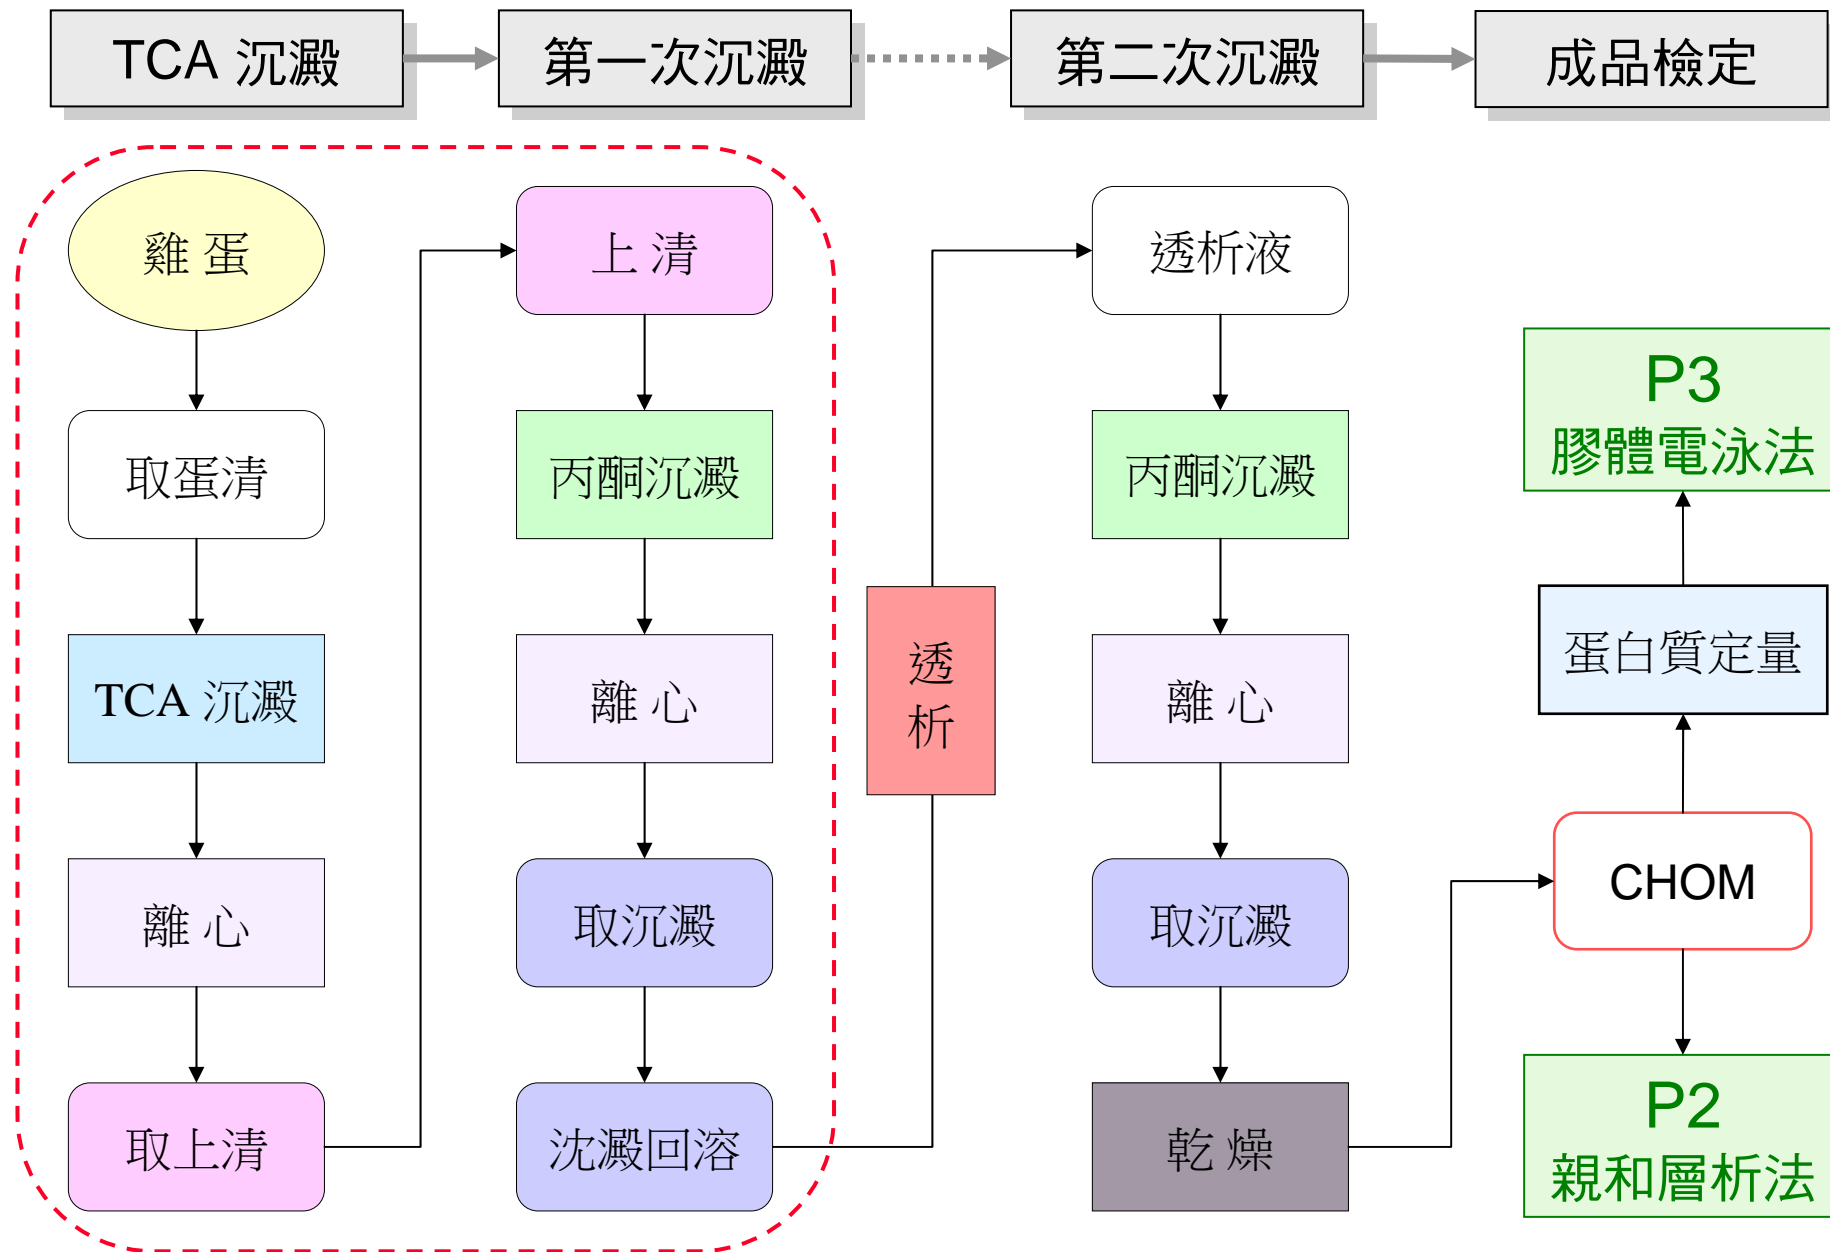 TCA 沉澱
第一次沉澱
第二次沉澱
成品檢定
雞 蛋
取蛋清
TCA 沉澱
離 心
取上清
上 清
丙酮沉澱
離 心
取沉澱
沈澱回溶
透
析
透析液
丙酮沉澱
離 心
取沉澱
乾 燥
P3
膠體電泳法
蛋白質定量
CHOM
P2
親和層析法